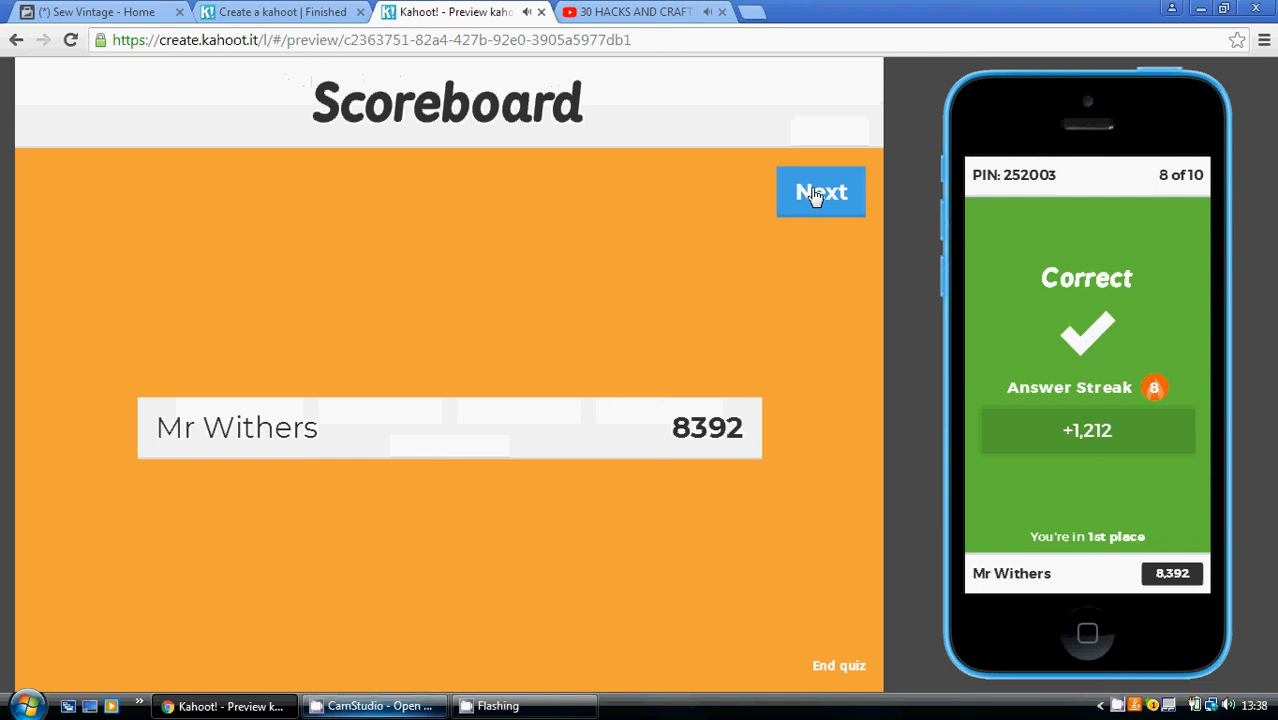 (*) Sew Vintage - Home
Create a kahoot | Finished
Kahoot! - Preview kaho
30 HACKS AND CRAFT
https://create.kahoot.it/l/#/preview/c2363751-82a4-427b-92e0-3905a5977db1
Scoreboard
Next
Mr Withers 8392
End quiz
PIN: 252003 8 of 10
Correct
Answer Streak 8
+1,212
You're in 1st place
Mr Withers 8,392
Kahoot! - Preview k...
CamStudio - Open ...
Flashing
13:38